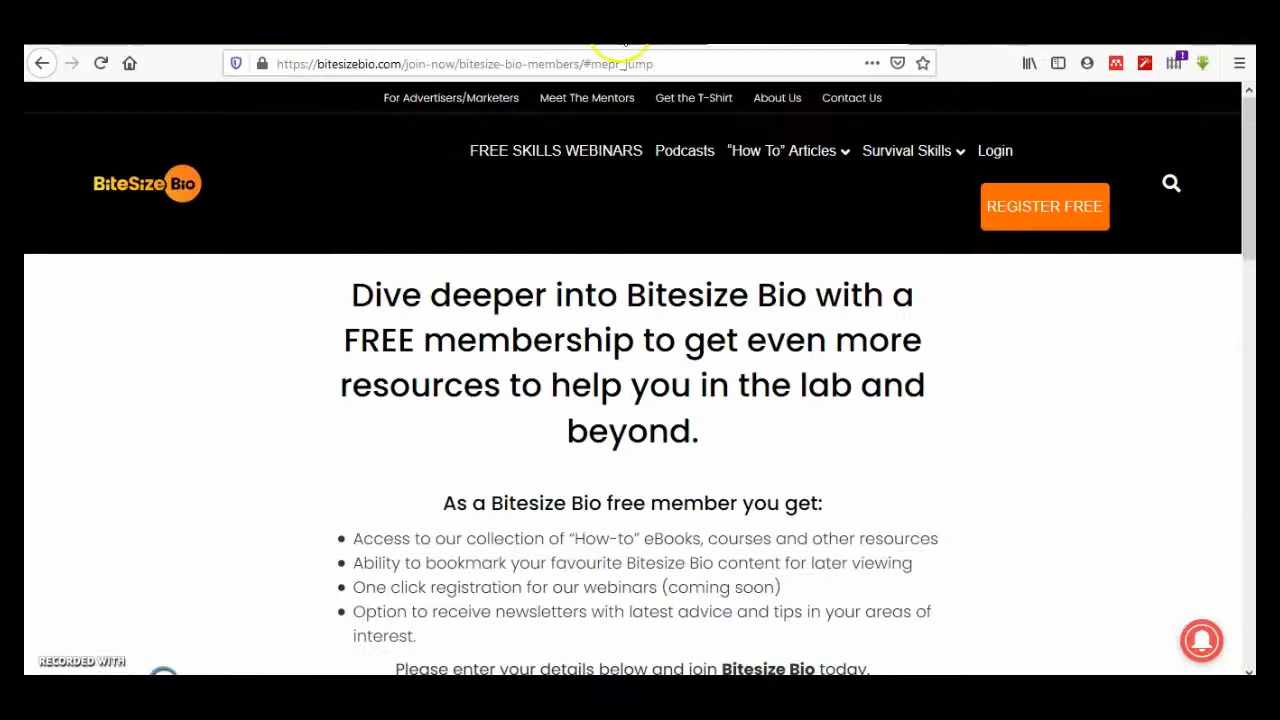 https://bitesizebio.com/join-now/bitesize-bio-members/#mepr_jump
For Advertisers/Marketers Meet The Mentors Get the T-Shirt About Us Contact Us
FREE SKILLS WEBINARS Podcasts “How To” Articles Survival Skills Login
BiteSize Bio
REGISTER FREE
Dive deeper into Bitesize Bio with a
FREE membership to get even more
resources to help you in the lab and
beyond.
As a Bitesize Bio free member you get:
Access to our collection of “How-to” eBooks, courses and other resources
Ability to bookmark your favourite Bitesize Bio content for later viewing
One click registration for our webinars (coming soon)
Option to receive newsletters with latest advice and tips in your areas of
interest.
Please enter your details below and join Bitesize Bio today.
RECORDED WITH